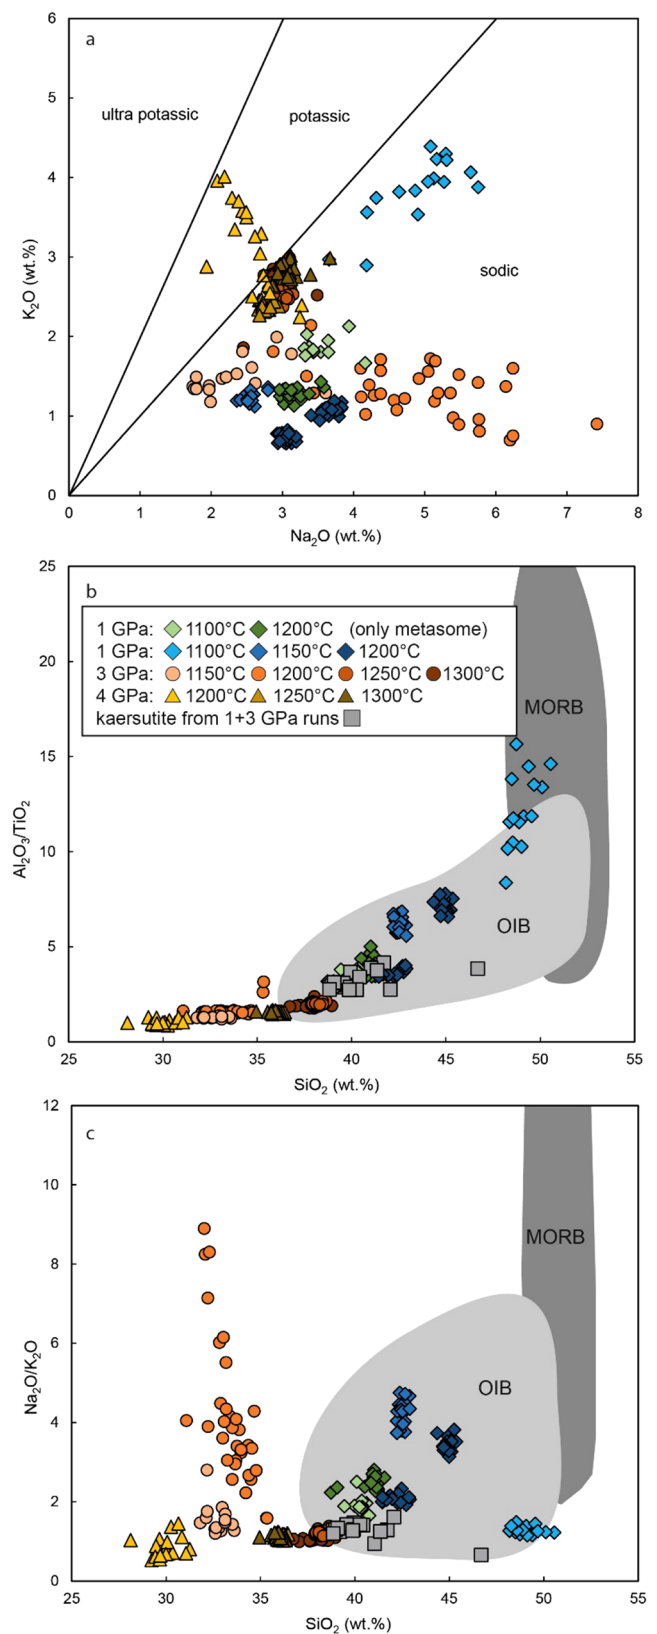 6
a
5
ultra potassic
potassic
4
K₂O (wt.%)
3
sodic
2
1
0
0 1 2 3 4 5 6 7 8
Na₂O (wt.%)
25
b
1 GPa: 1100°C 1200°C (only metasome)
1 GPa: 1100°C 1150°C 1200°C
3 GPa: 1150°C 1200°C 1250°C 1300°C
4 GPa: 1200°C 1250°C 1300°C
kaersutite from 1+3 GPa runs
20
MORB
15
Al₂O₃/TiO₂
10
OIB
5
0
25 30 35 40 45 50 55
SiO₂ (wt.%)
12
c
10
MORB
8
6
Na₂O/K₂O
OIB
4
2
0
25 30 35 40 45 50 55
SiO₂ (wt.%)